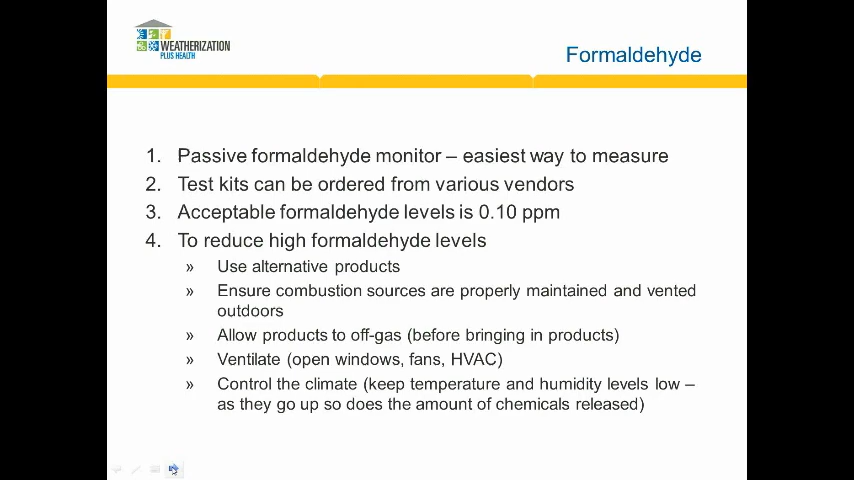 WEATHERIZATION
PLUS HEALTH
Formaldehyde
1. Passive formaldehyde monitor – easiest way to measure
2. Test kits can be ordered from various vendors
3. Acceptable formaldehyde levels is 0.10 ppm
4. To reduce high formaldehyde levels
» Use alternative products
» Ensure combustion sources are properly maintained and vented
outdoors
» Allow products to off-gas (before bringing in products)
» Ventilate (open windows, fans, HVAC)
» Control the climate (keep temperature and humidity levels low –
as they go up so does the amount of chemicals released)